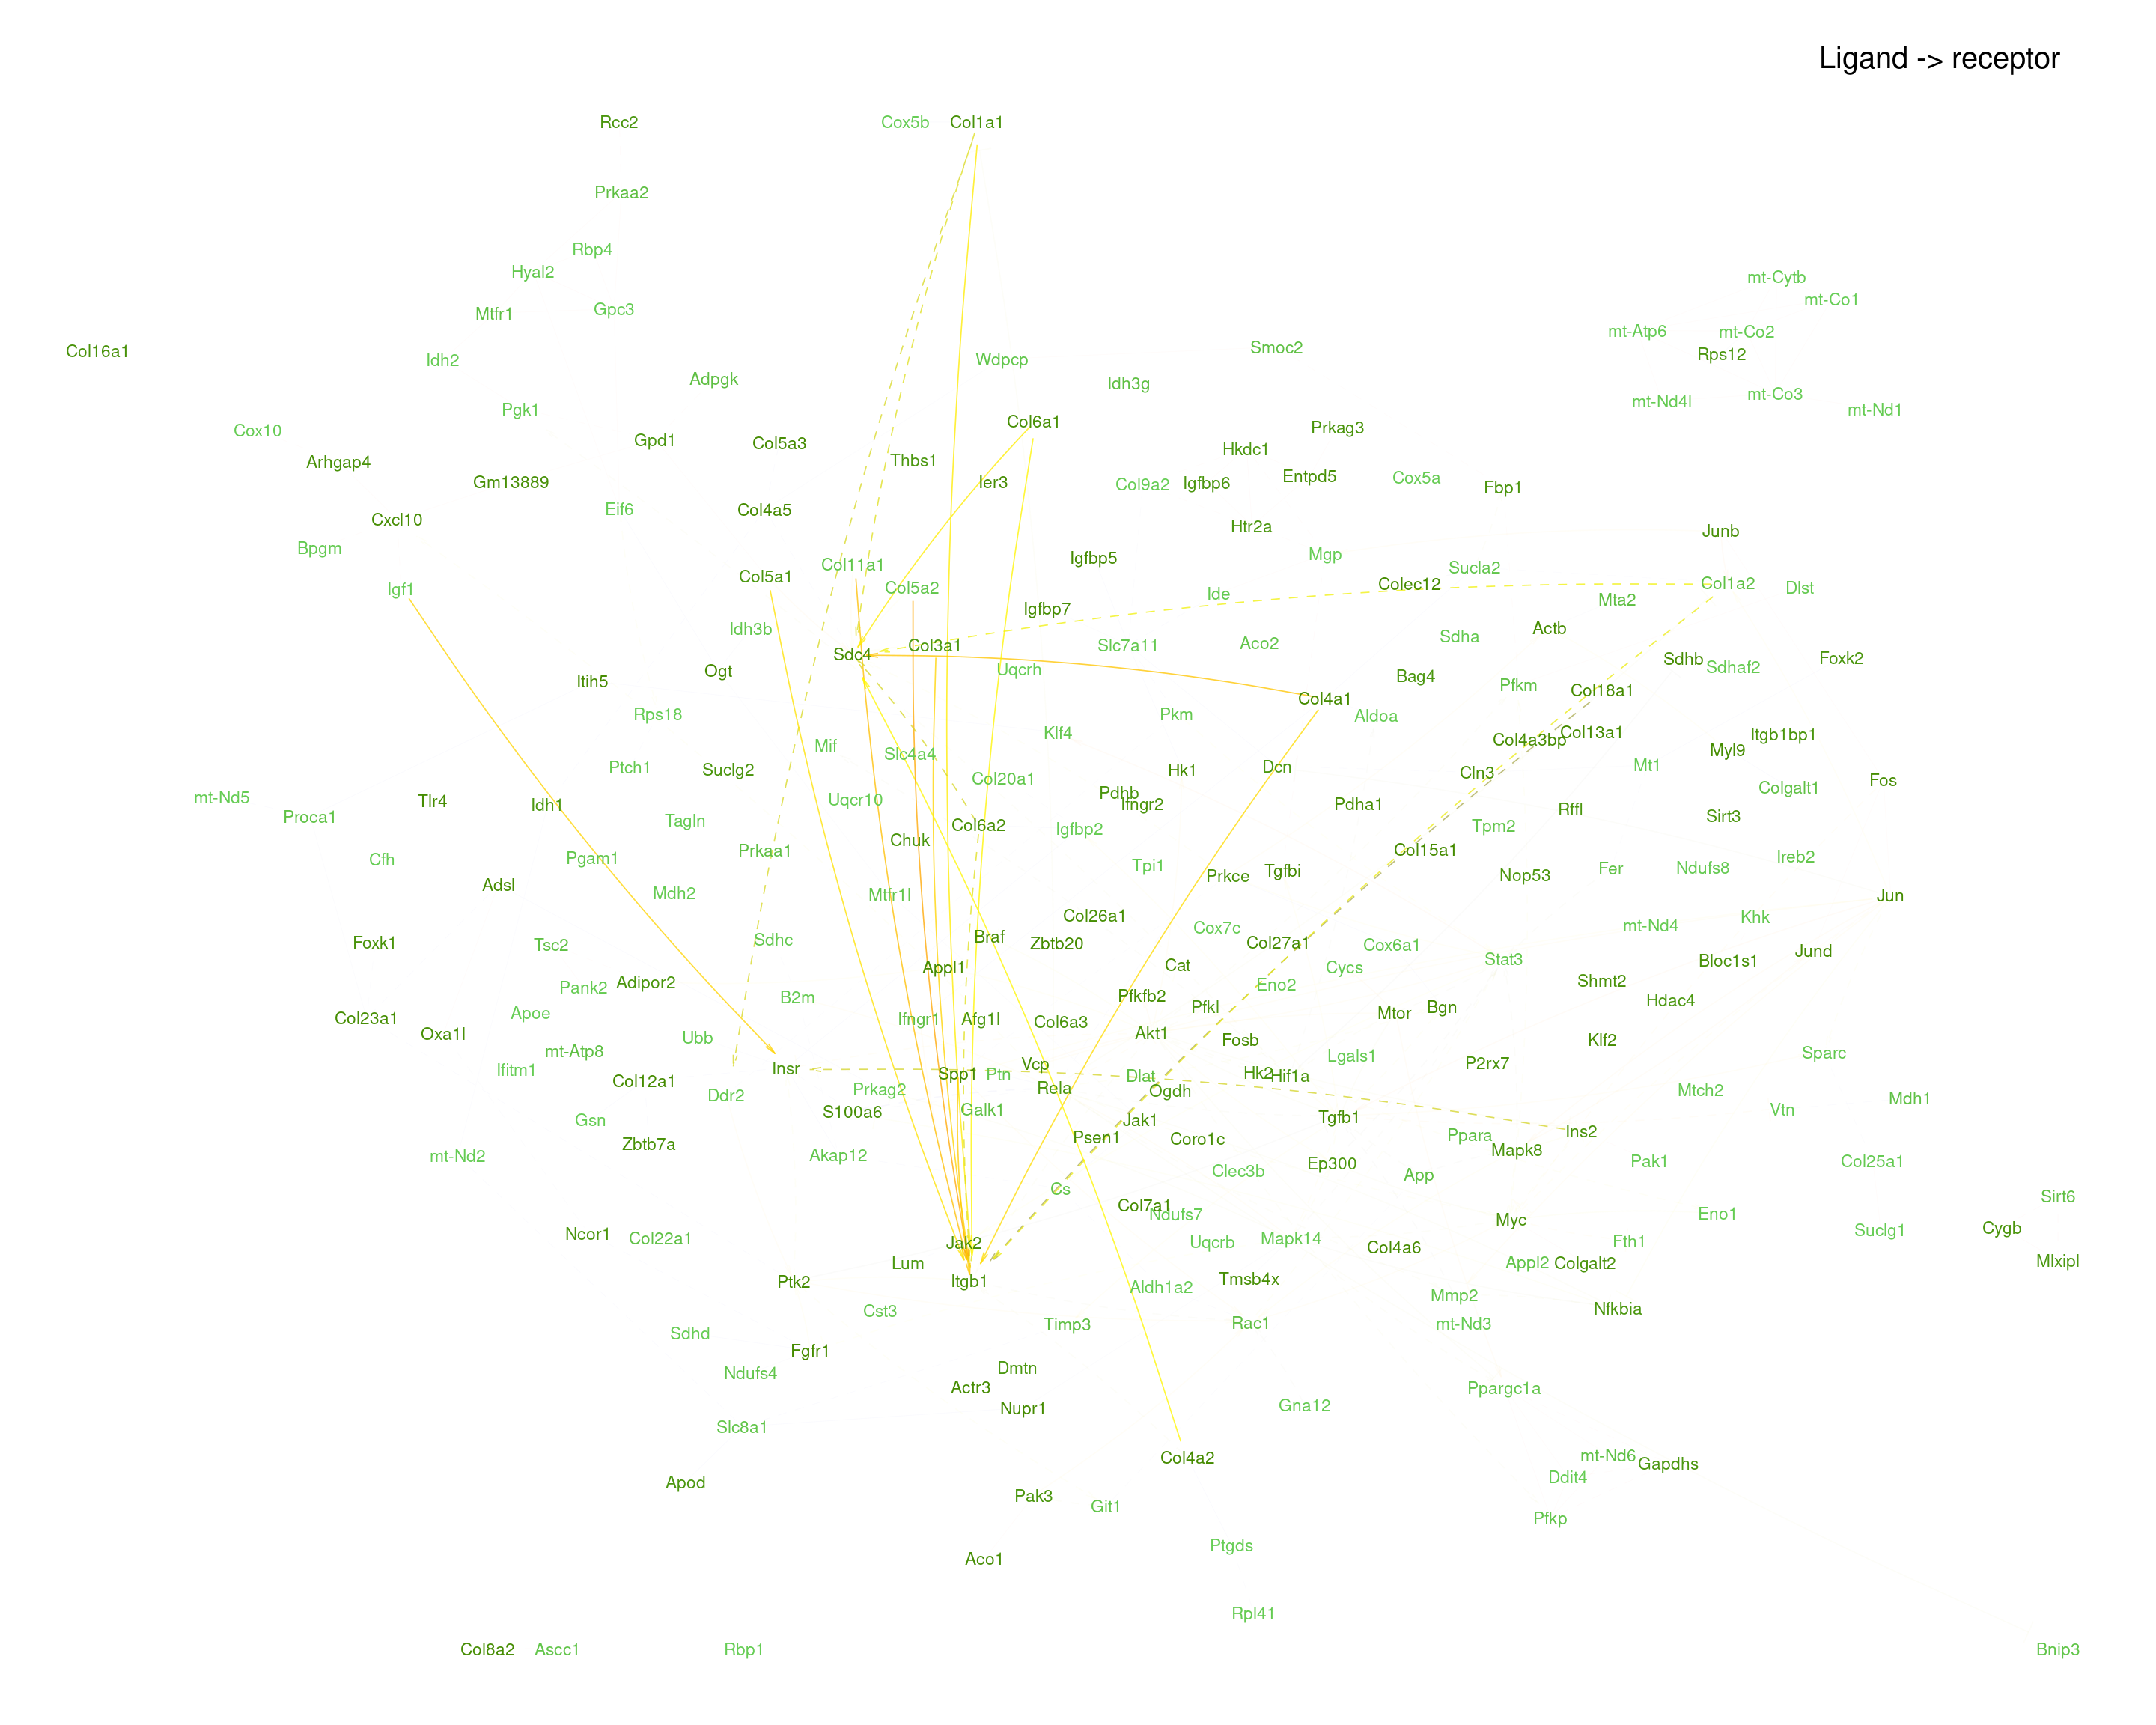 Ligand -> receptor
Rcc2
Cox5b
Col1a1
Prkaa2
Rbp4
Hyal2
mt-Cytb
mt-Co1
Gpc3
Mtfr1
mt-Atp6
mt-Co2
Smoc2
Col16a1
Rps12
Idh2
Wdpcp
Adpgk
Idh3g
mt-Co3
mt-Nd4l
Pgk1
mt-Nd1
Col6a1
Prkag3
Cox10
Gpd1
Col5a3
Hkdc1
Thbs1
Arhgap4
Entpd5
Cox5a
Gm13889
Ier3
Igfbp6
Col9a2
Fbp1
Eif6
Col4a5
Cxcl10
Htr2a
Junb
Bpgm
Mgp
Igfbp5
Col11a1
Sucla2
Col5a1
Colec12
Col1a2
Igf1
Col5a2
Dlst
Ide
Mta2
Igfbp7
Idh3b
Actb
Sdha
Aco2
Col3a1
Slc7a11
Sdc4
Sdhb
Foxk2
Sdhaf2
Uqcrh
Ogt
Bag4
Itih5
Pfkm
Col18a1
Col4a1
Rps18
Pkm
Aldoa
Klf4
Col13a1
Itgb1bp1
Col4a3bp
Mif
Myl9
Slc4a4
Mt1
Ptch1
Dcn
Suclg2
Hk1
Cln3
Col20a1
Fos
Colgalt1
Pdhb
mt-Nd5
Uqcr10
Tlr4
Idh1
Ifngr2
Pdha1
Rffl
Proca1
Sirt3
Tagln
Col6a2
Tpm2
Igfbp2
Chuk
Prkaa1
Col15a1
Ireb2
Pgam1
Cfh
Tpi1
Fer
Ndufs8
Tgfbi
Prkce
Nop53
Adsl
Mdh2
Mtfr1l
Jun
Col26a1
Khk
mt-Nd4
Cox7c
Braf
Sdhc
Foxk1
Zbtb20
Col27a1
Tsc2
Cox6a1
Jund
Stat3
Bloc1s1
Cat
Appl1
Cycs
Shmt2
Adipor2
Eno2
Pank2
Pfkfb2
B2m
Hdac4
Pfkl
Bgn
Apoe
Mtor
Col23a1
Ifngr1
Afg1l
Col6a3
Oxa1l
Akt1
Ubb
Fosb
Klf2
mt-Atp8
Sparc
Lgals1
P2rx7
Vcp
Ifitm1
Insr
Spp1
Ptn
Hk2
Dlat
Hif1a
Col12a1
Rela
Prkag2
Ogdh
Mtch2
Ddr2
Mdh1
Galk1
Vtn
S100a6
Tgfb1
Gsn
Jak1
Ins2
Ppara
Psen1
Coro1c
Zbtb7a
Mapk8
mt-Nd2
Akap12
Pak1
Col25a1
Ep300
Clec3b
App
Cs
Sirt6
Col7a1
Ndufs7
Eno1
Myc
Cygb
Suclg1
Ncor1
Col22a1
Mapk14
Fth1
Uqcrb
Jak2
Col4a6
Mlxipl
Lum
Appl2
Colgalt2
Tmsb4x
Ptk2
Itgb1
Aldh1a2
Mmp2
Nfkbia
Cst3
Rac1
mt-Nd3
Timp3
Sdhd
Fgfr1
Dmtn
Ndufs4
Actr3
Ppargc1a
Gna12
Nupr1
Slc8a1
mt-Nd6
Col4a2
Gapdhs
Ddit4
Apod
Pak3
Git1
Pfkp
Ptgds
Aco1
Rpl41
Col8a2
Ascc1
Rbp1
Bnip3